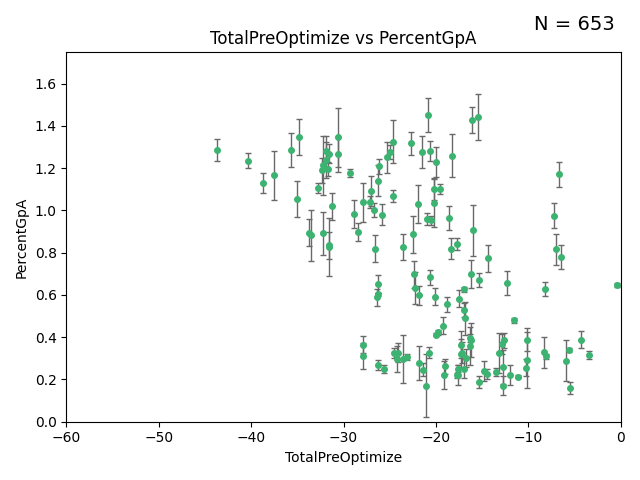 N = 653
TotalPreOptimize vs PercentGpA
1.6
1.4
1.2
1.0
0.8
0.6
0.4
0.2
0.0
PercentGpA
−60 −50 −40 −30 −20 −10 0
TotalPreOptimize